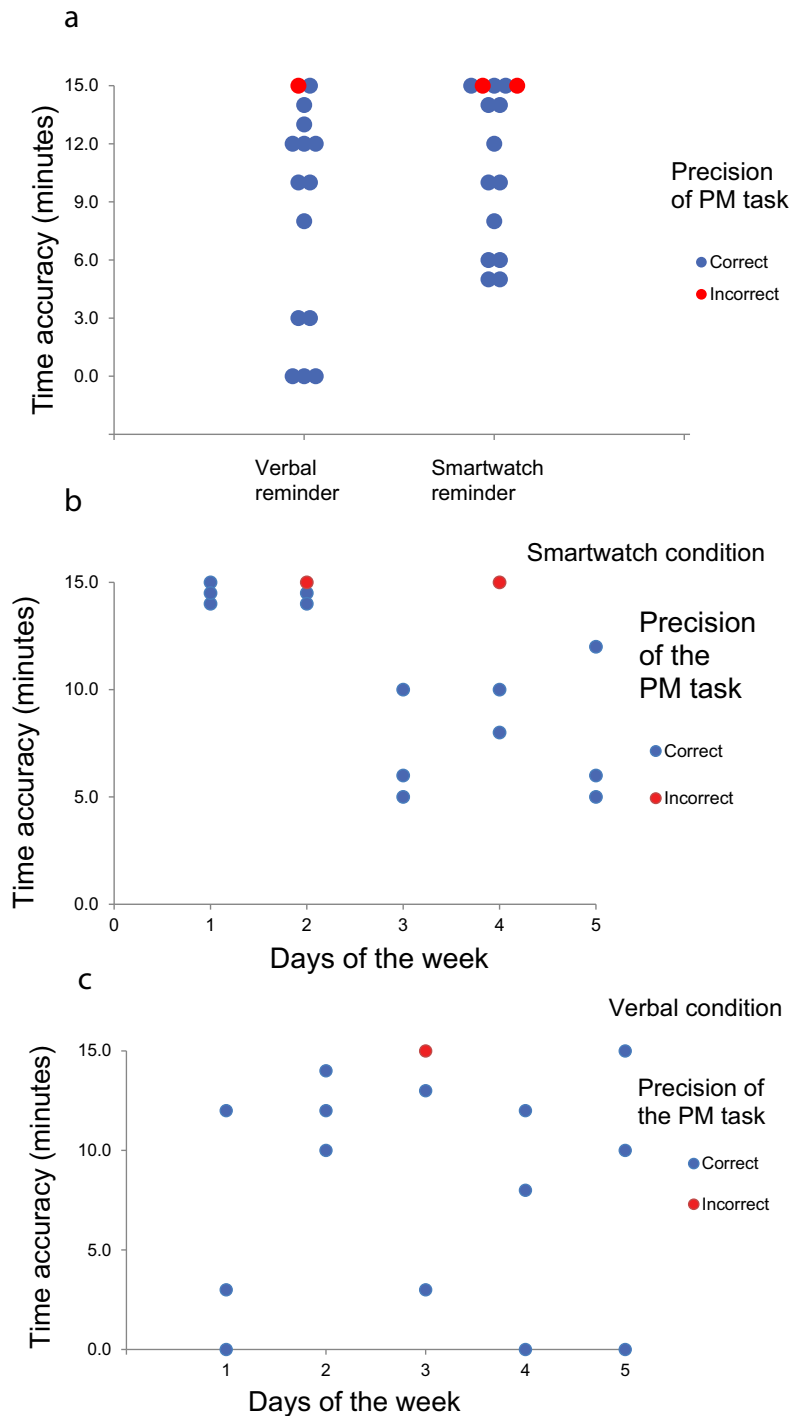 a
Time accuracy (minutes)
15.0
12.0
9.0
6.0
3.0
0.0
Precision
of PM task
Correct
Incorrect
Verbal
reminder
Smartwatch
reminder
b
Smartwatch condition
Time accuracy (minutes)
15.0
10.0
5.0
0.0
Precision
of the
PM task
Correct
Incorrect
0 1 2 3 4 5
Days of the week
c
Verbal condition
Time accuracy (minutes)
15.0
10.0
5.0
0.0
Precision of
the PM task
Correct
Incorrect
1 2 3 4 5
Days of the week